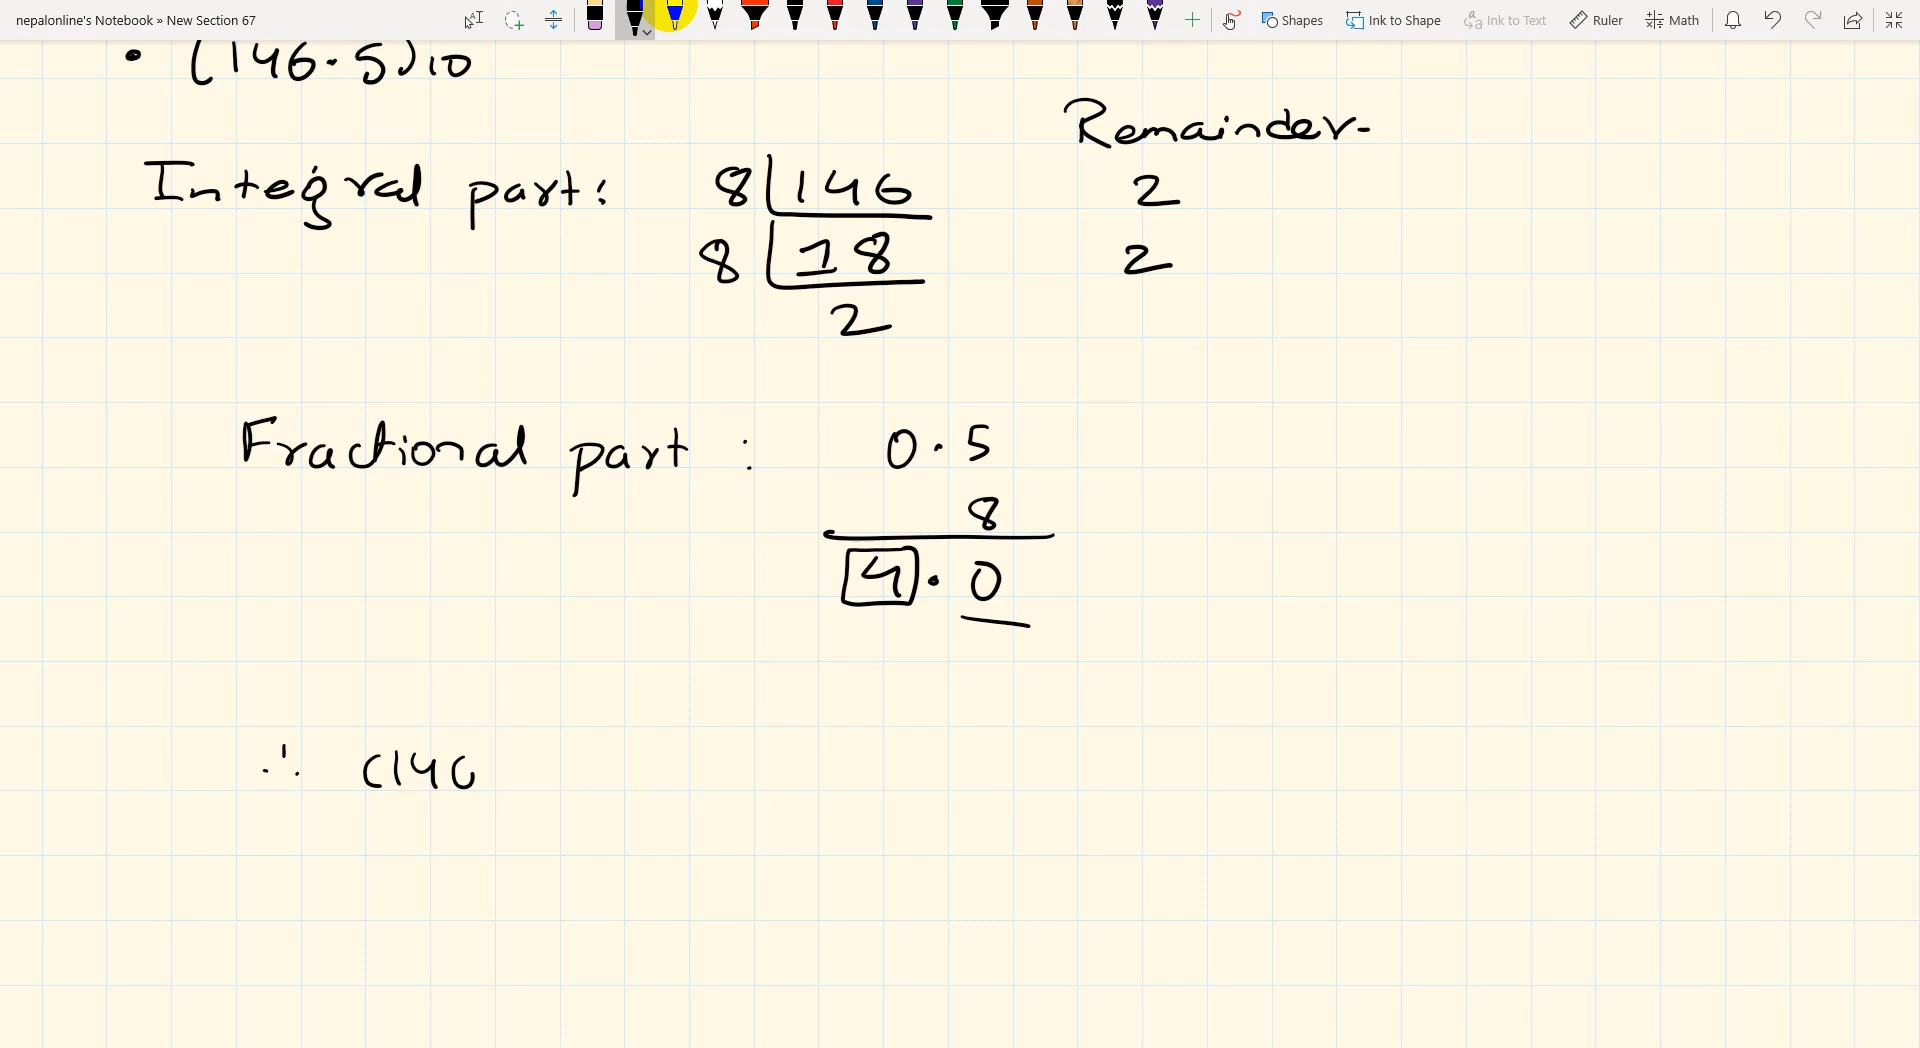 nepalonline's Notebook » New Section 67
Shapes Ink to Shape Ink to Text Ruler Math
• (146.5)10
Remainder-
Integral part: 8 146 2
8 18 2
2
Fractional part : 0.5
8
4.0
∴ (140